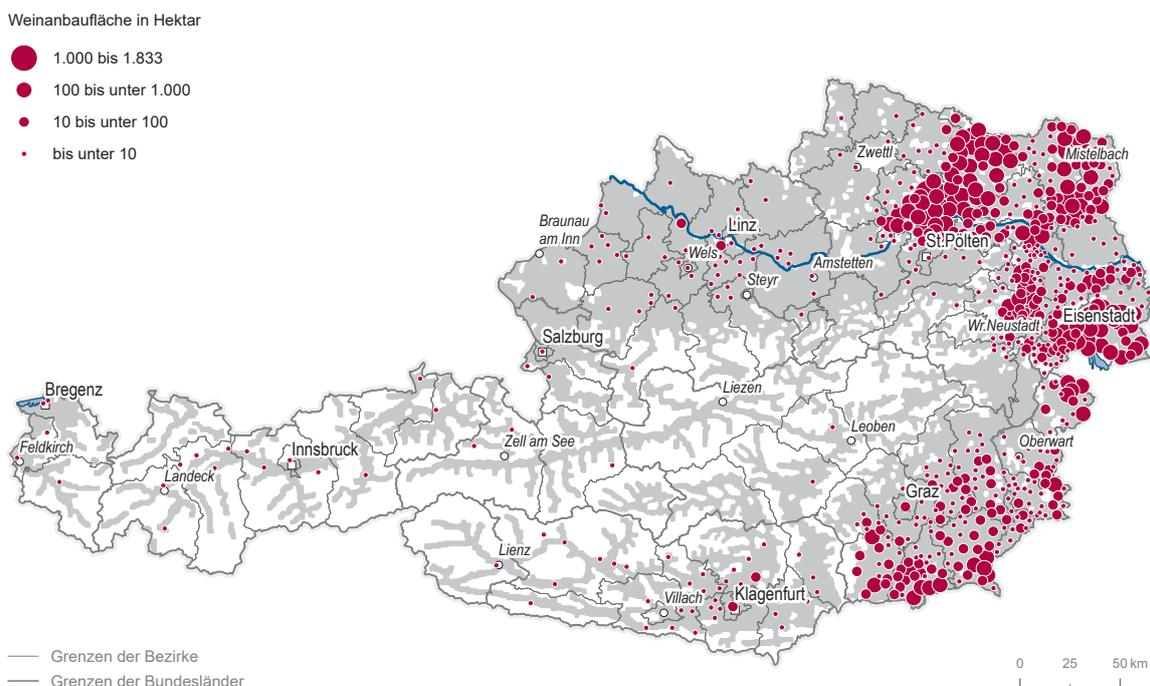 Weinanbaufläche in Hektar
1.000 bis 1.833
100 bis unter 1.000
10 bis unter 100
bis unter 10
Zwettl
Mistelbach
Braunau
am Inn
Linz
St.Pölten
Wels
Amstetten
Steyr
Eisenstadt
Wr.Neustadt
Salzburg
Bregenz
Liezen
Leoben
Feldkirch
Innsbruck
Zell am See
Oberwart
Landeck
Graz
Lienz
Villach
Klagenfurt
Grenzen der Bezirke
Grenzen der Bundesländer
0 25 50 km